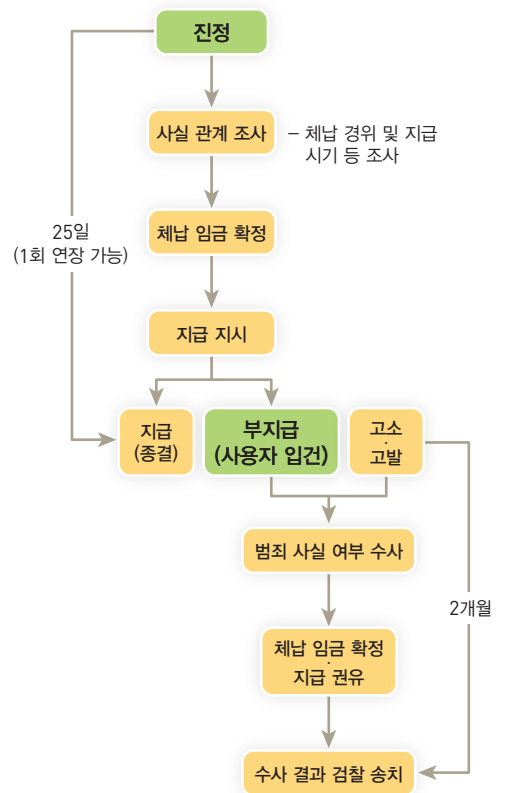 진정
사실 관계 조사
– 체납 경위 및 지급
시기 등 조사
25일
(1회 연장 가능)
체납 임금 확정
지급 지시
지급
(종결)
부지급
(사용자 입건)
고소
·
고발
범죄 사실 여부 수사
2개월
체납 임금 확정
·
지급 권유
수사 결과 검찰 송치